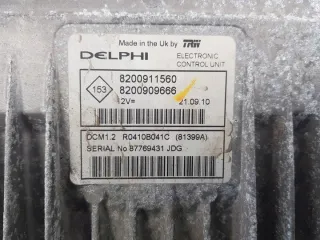 Made in the Uk by TRW
DELPHI ELECTRONIC CONTROL UNIT
153
8200911560
8200909666
12V= 21.09.10
DCM1.2 R0410B041C (81399A)
SERIAL No 87769431 JDG